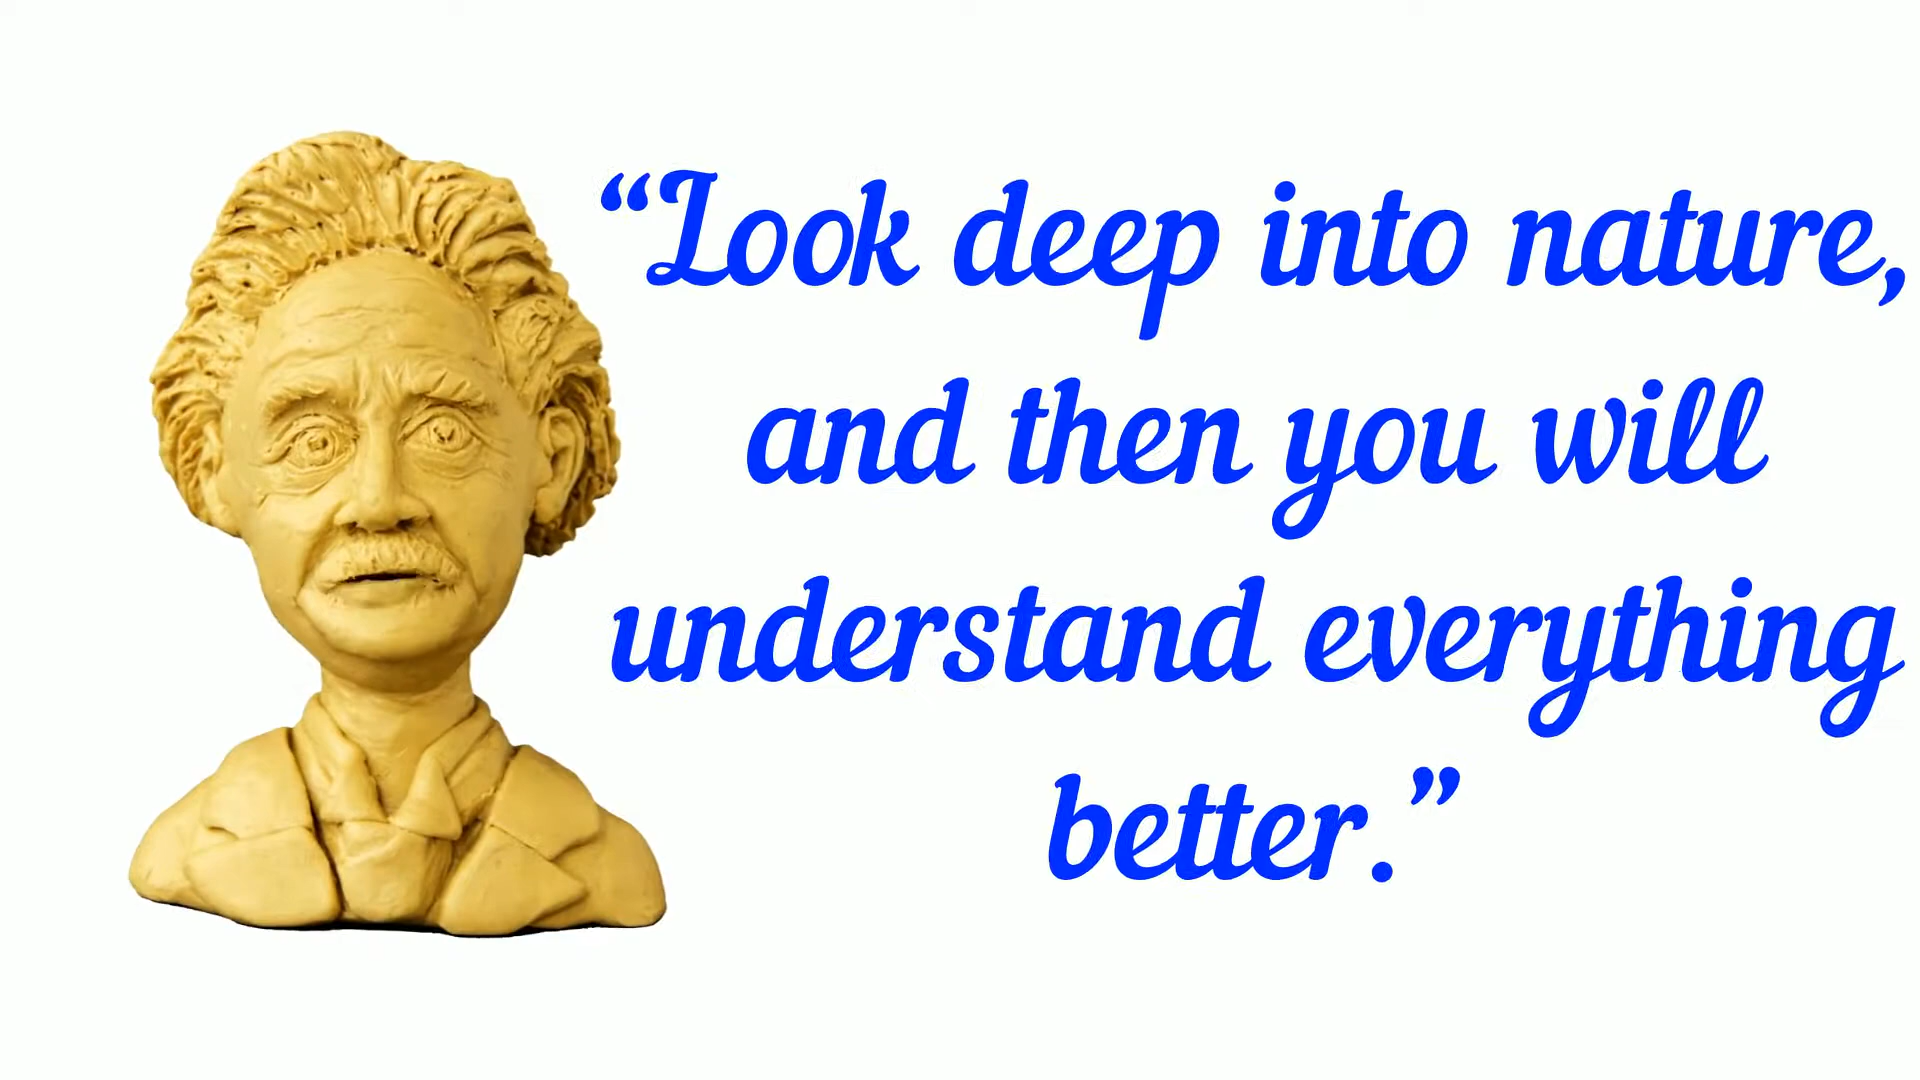 “Look deep into nature,
and then you will
understand everything
better.”